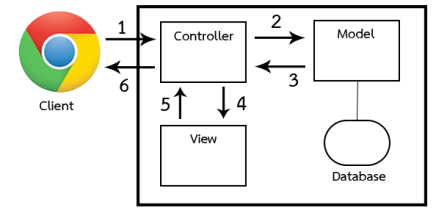 1
Controller
2
Model
3
Client
6
5
4
View
Database